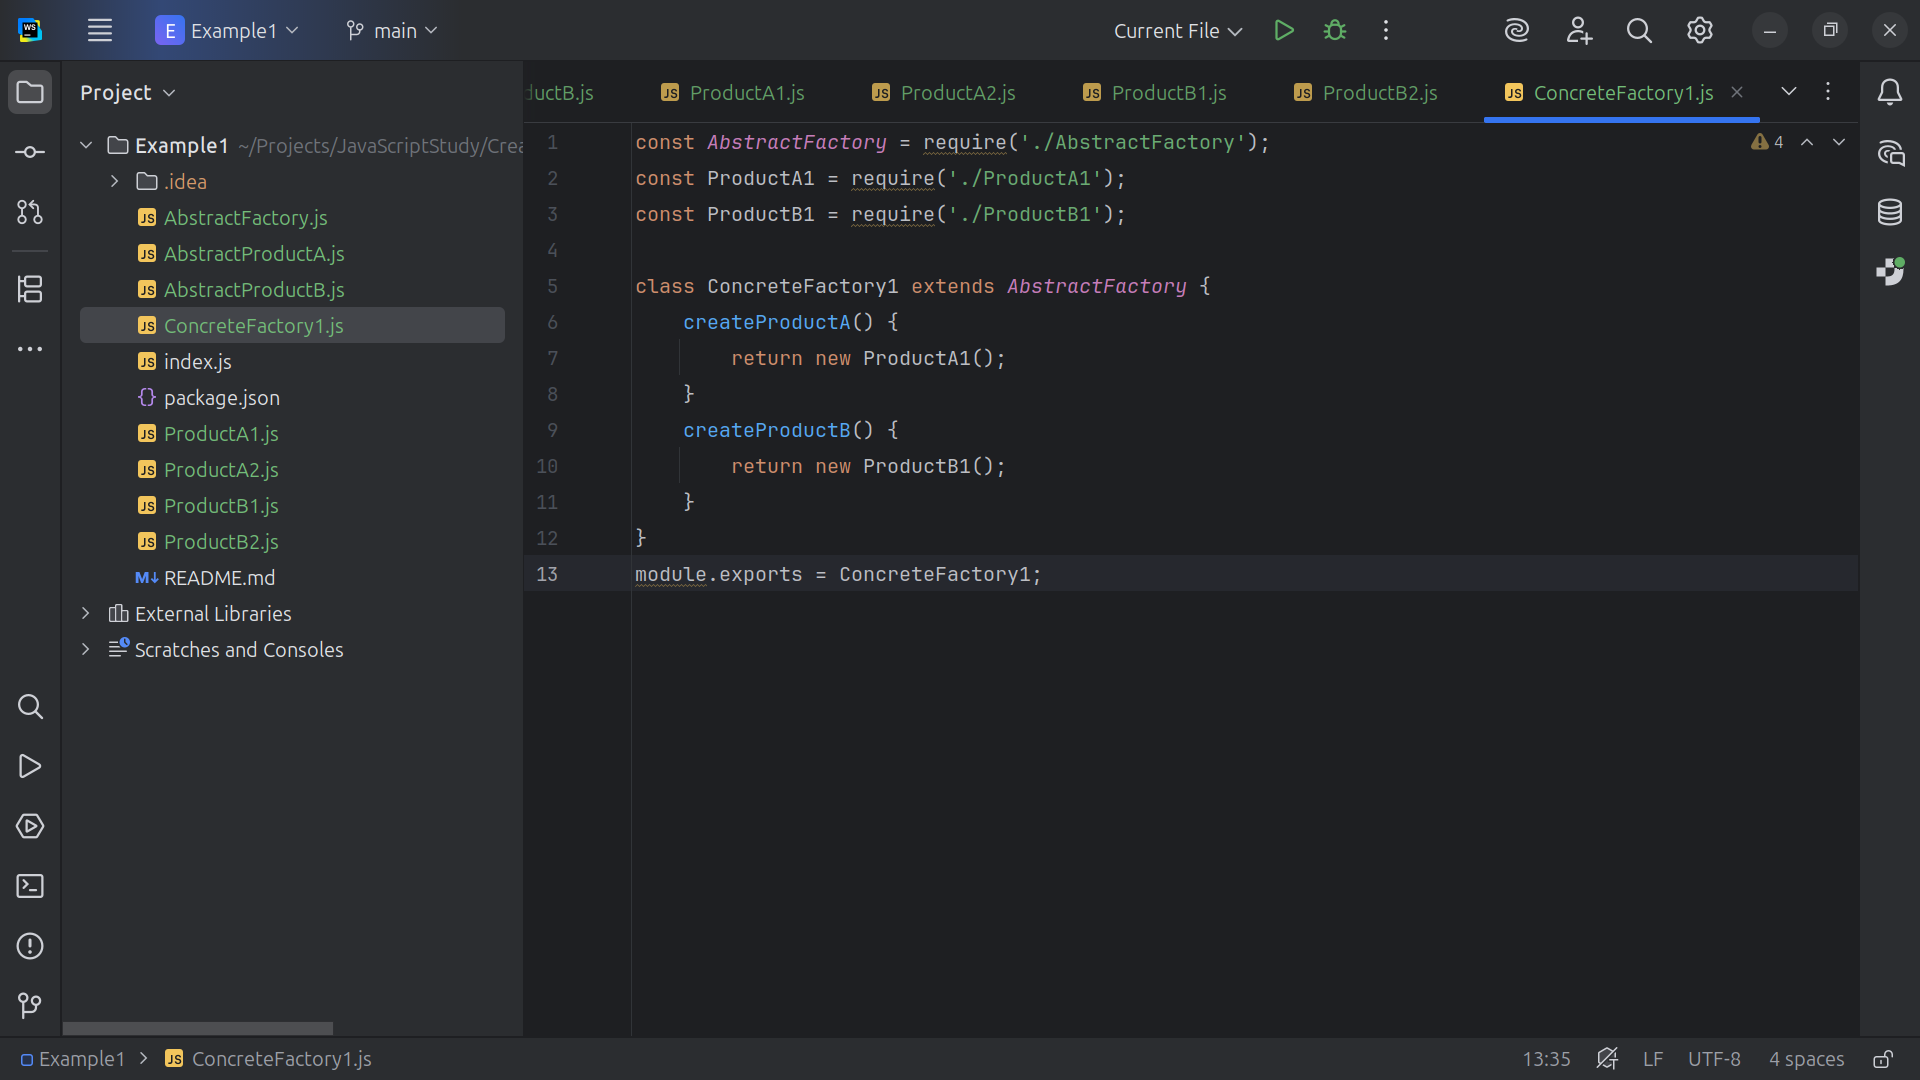 Example1
main
Current File
Project
ductB.js
ProductA1.js
ProductA2.js
ProductB1.js
ProductB2.js
ConcreteFactory1.js
Example1 ~/Projects/JavaScriptStudy/Crea
.idea
AbstractFactory.js
AbstractProductA.js
AbstractProductB.js
ConcreteFactory1.js
index.js
package.json
ProductA1.js
ProductA2.js
ProductB1.js
ProductB2.js
README.md
External Libraries
Scratches and Consoles
4
1 const AbstractFactory = require('./AbstractFactory');
2 const ProductA1 = require('./ProductA1');
3 const ProductB1 = require('./ProductB1');
4
5 class ConcreteFactory1 extends AbstractFactory {
6     createProductA() {
7         return new ProductA1();
8     }
9     createProductB() {
10         return new ProductB1();
11     }
12 }
13 module.exports = ConcreteFactory1;
Example1 > ConcreteFactory1.js
13:35
LF
UTF-8
4 spaces